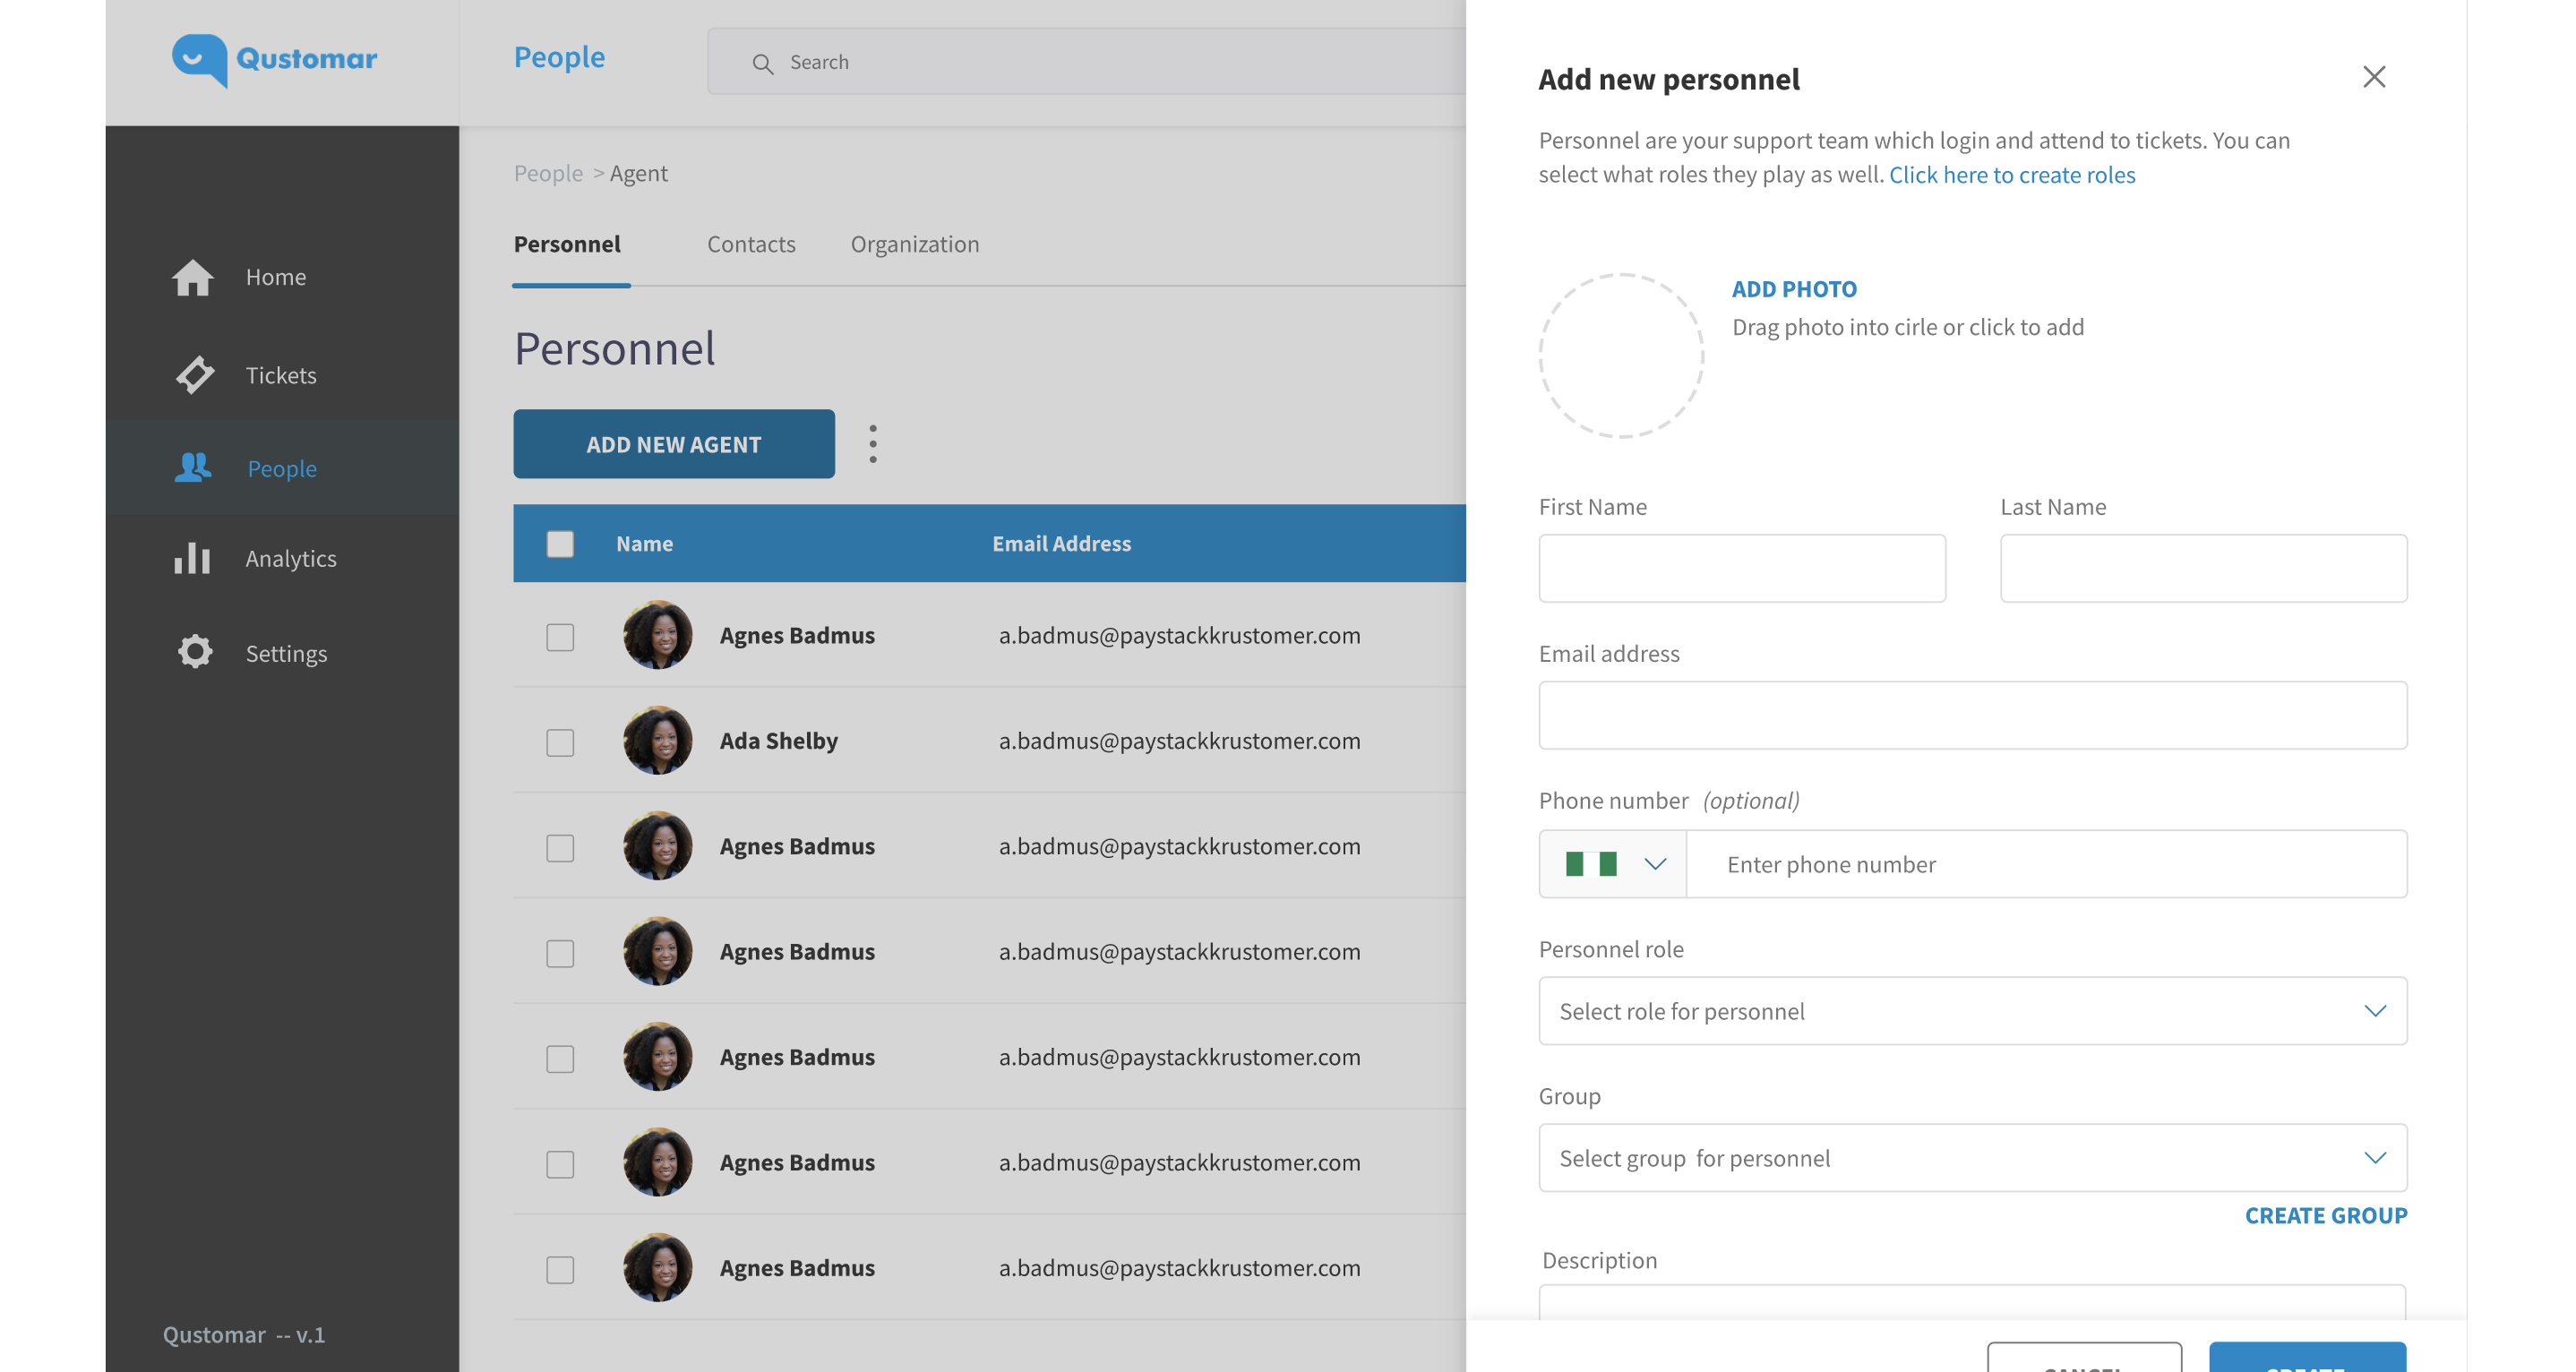 Qustomar
People
Search
People > Agent
Personnel
Contacts
Organization
Personnel
ADD NEW AGENT
Home
Tickets
People
Analytics
Settings
Qustomar -- v.1
Name
Email Address
Agnes Badmus
a.badmus@paystackkrustomer.com
Ada Shelby
a.badmus@paystackkrustomer.com
Agnes Badmus
a.badmus@paystackkrustomer.com
Agnes Badmus
a.badmus@paystackkrustomer.com
Agnes Badmus
a.badmus@paystackkrustomer.com
Agnes Badmus
a.badmus@paystackkrustomer.com
Agnes Badmus
a.badmus@paystackkrustomer.com
Add new personnel
Personnel are your support team which login and attend to tickets. You can
select what roles they play as well. Click here to create roles
ADD PHOTO
Drag photo into cirle or click to add
First Name
Last Name
Email address
Phone number (optional)
Enter phone number
Personnel role
Select role for personnel
Group
Select group for personnel
CREATE GROUP
Description
CANCEL
CREATE